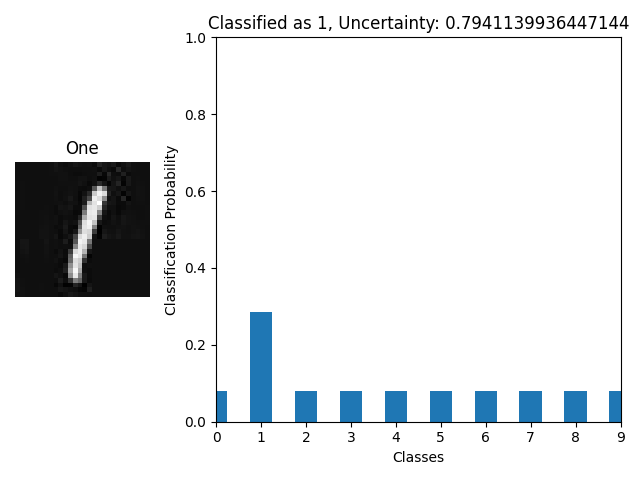 Classified as 1, Uncertainty: 0.7941139936447144
One
Classification Probability
1.0
0.8
0.6
0.4
0.2
0.0
0 1 2 3 4 5 6 7 8 9
Classes